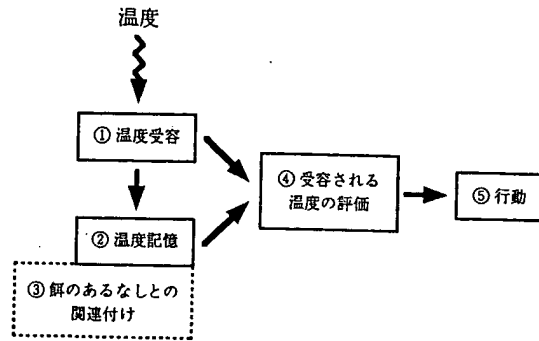 温度
① 温度受容
② 温度記憶
③ 餌のあるなしとの
関連付け
④ 受容される
温度の評価
⑤ 行動